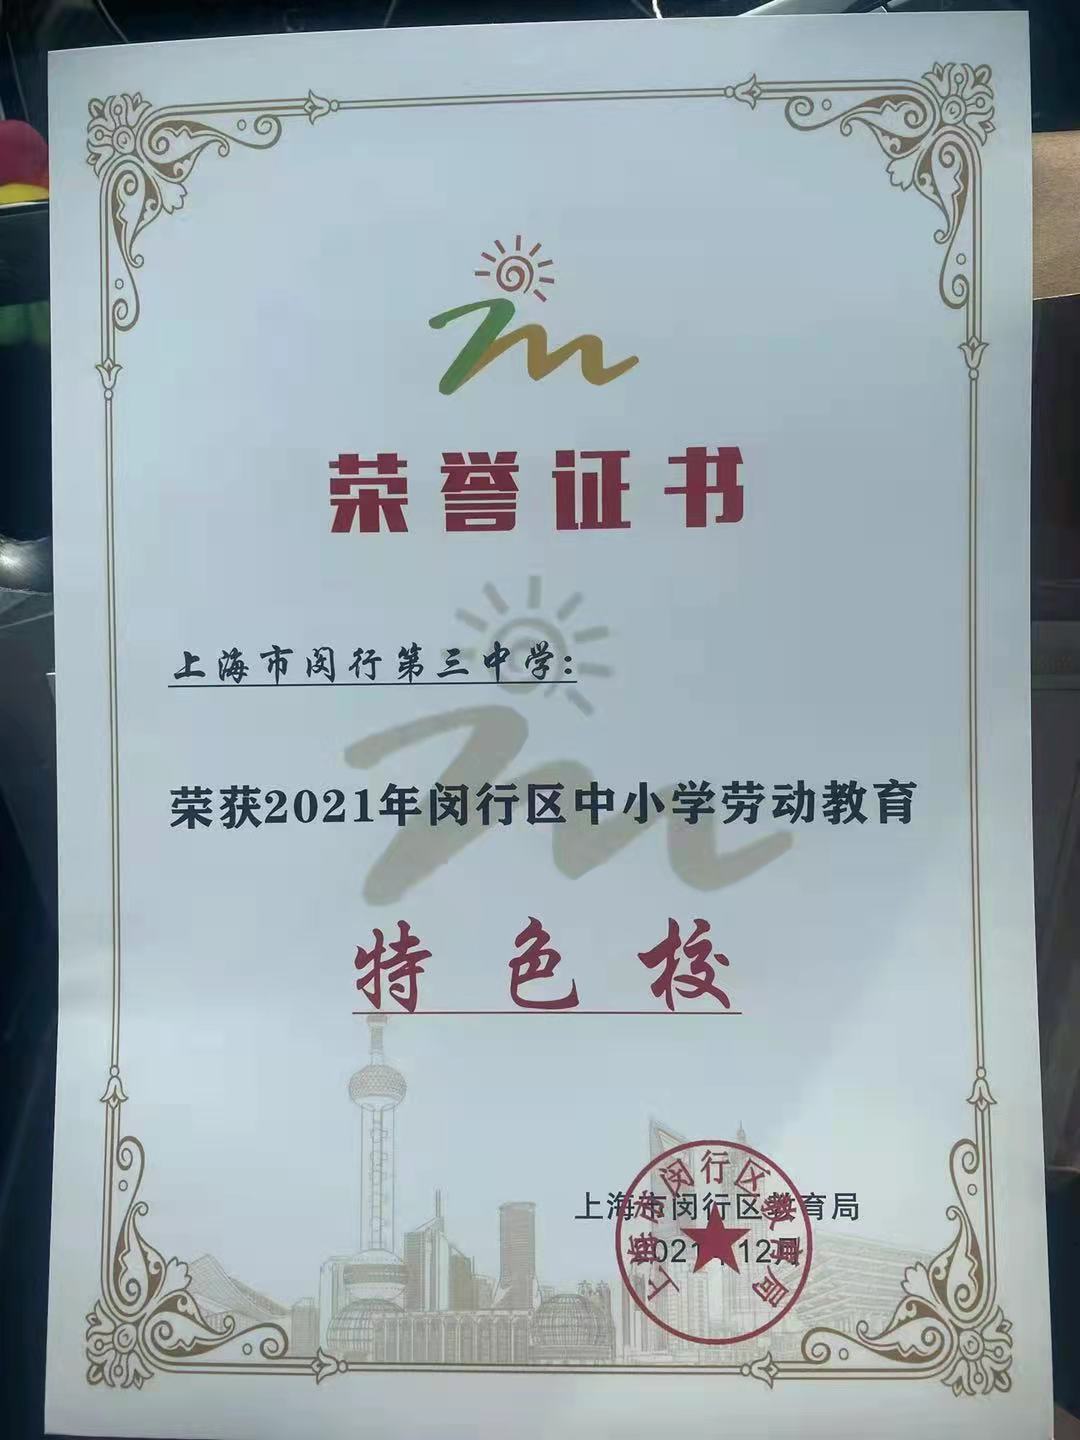 荣誉证书
上海市闵行第三中学:
荣获2021年闵行区中小学劳动教育
特色校
上海市闵行区教育局
2021年12月
上海市闵行区教育局